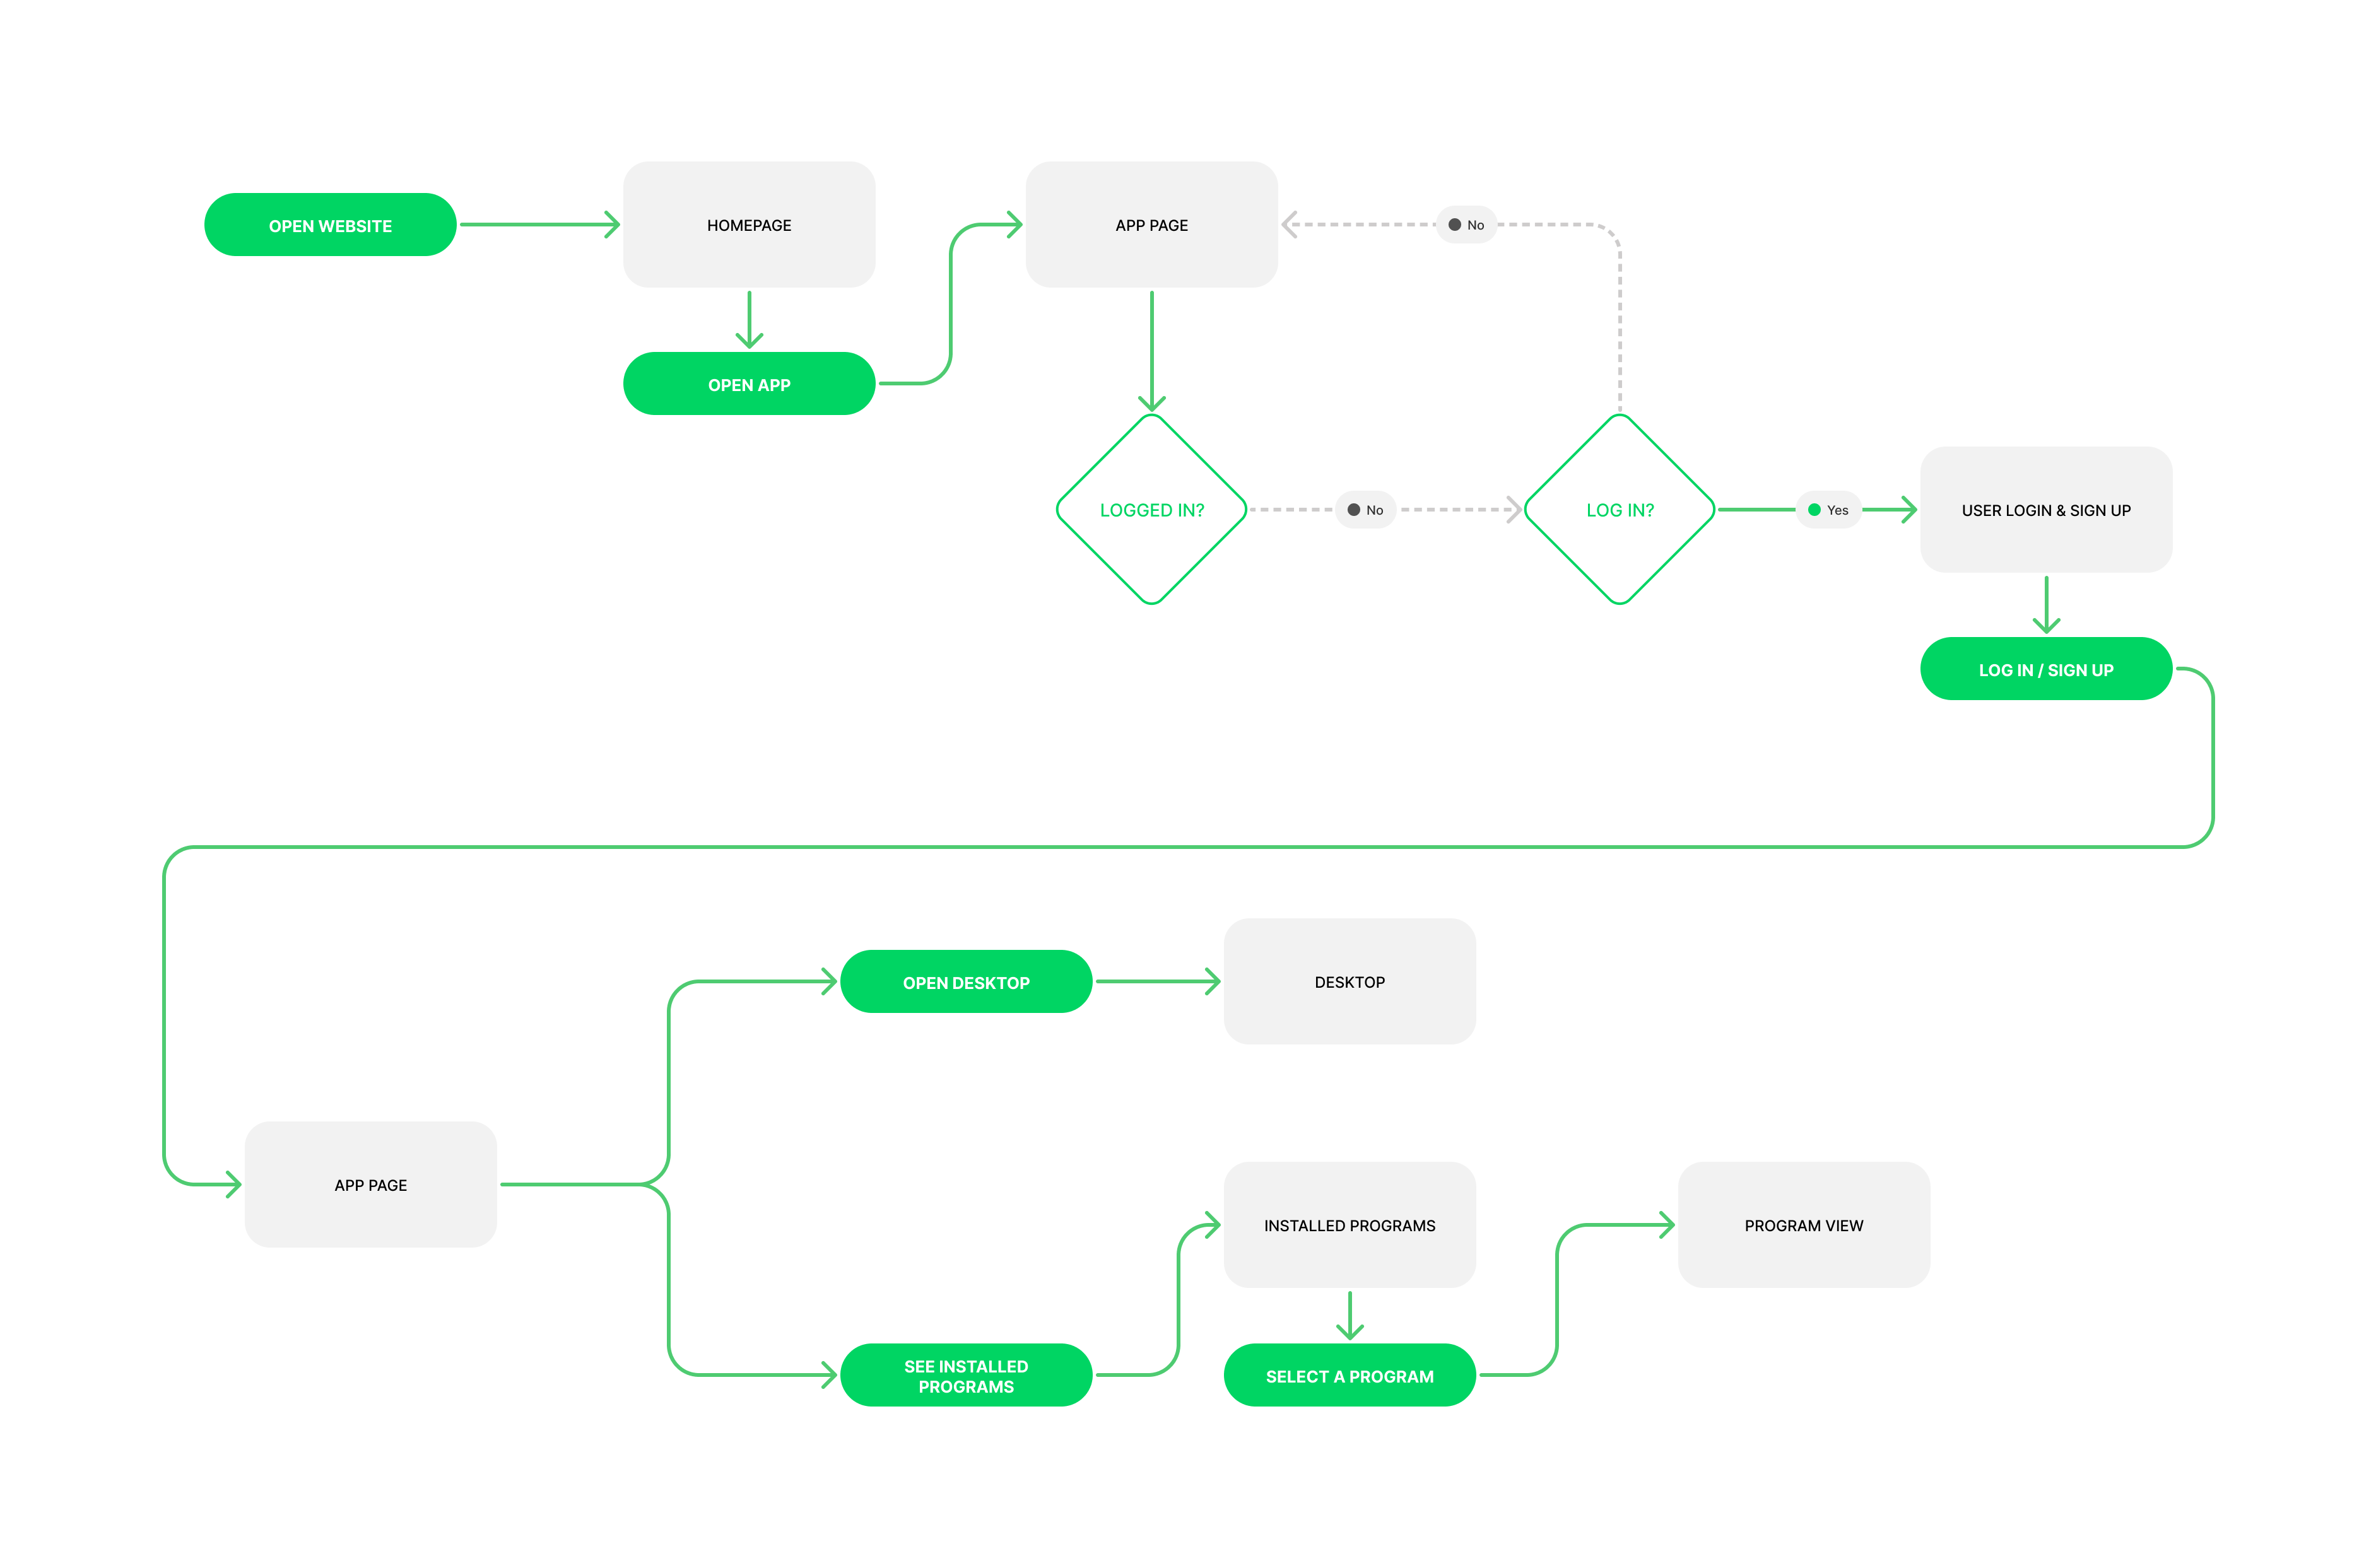 OPEN WEBSITE
HOMEPAGE
APP PAGE
No
OPEN APP
LOGGED IN?
No
LOG IN?
Yes
USER LOGIN & SIGN UP
LOG IN / SIGN UP
OPEN DESKTOP
DESKTOP
APP PAGE
INSTALLED PROGRAMS
PROGRAM VIEW
SEE INSTALLED
PROGRAMS
SELECT A PROGRAM